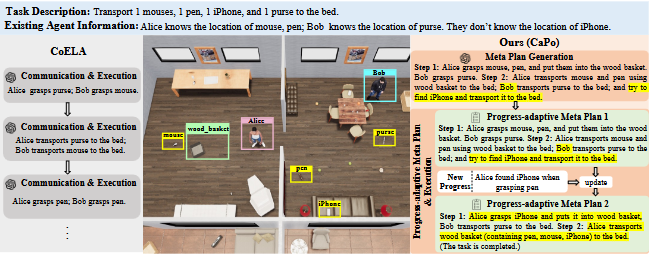 Task Description: Transport 1 mouses, 1 pen, 1 iPhone, and 1 purse to the bed.
Existing Agent Information: Alice knows the location of mouse, pen; Bob knows the location of purse. They don't know the location of iPhone.
CoELA
Communication & Execution
Alice grasps purse; Bob grasps mouse.
Communication & Execution
Alice transports purse to the bed;
Bob transports mouse to the bed.
Communication & Execution
Alice grasps pen; Bob grasps pen.
Bob
mouse
wood_basket
Alice
purse
pen
iPhone
Ours (CaPo)
Meta Plan Generation
Step 1: Alice grasps mouse, pen, and put them into the wood basket.
Bob grasps purse. Step 2: Alice transports mouse and pen using
wood basket to the bed; Bob transports purse to the bed; and try to
find iPhone and transport it to the bed.
Progress-adaptive Meta Plan
& Execution
Progress-adaptive Meta Plan 1
Step 1: Alice grasps mouse, pen, and put them into the wood
basket. Bob grasps purse. Step 2: Alice transports mouse and
pen using wood basket to the bed; Bob transports purse to the
bed; and try to find iPhone and transport it to the bed.
New
Progress
Alice found iPhone when
grasping pen
update
Progress-adaptive Meta Plan 2
Step 1: Alice grasps iPhone and puts it into wood basket,
Bob transports purse to the bed. Step 2: Alice transports
wood basket (containing pen, mouse, iPhone) to the bed.
(The task is completed.)